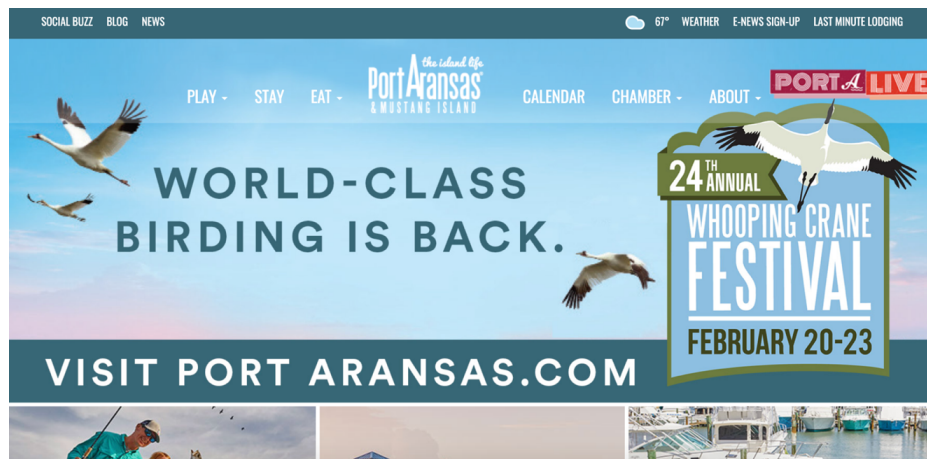 SOCIAL BUZZ BLOG NEWS
67° WEATHER E-NEWS SIGN-UP LAST MINUTE LODGING
the island life
Port Aransas
& MUSTANG ISLAND
PLAY STAY EAT
CALENDAR CHAMBER ABOUT
PORT A LIVE
WORLD-CLASS
BIRDING IS BACK.
24TH ANNUAL
WHOOPING CRANE
FESTIVAL
FEBRUARY 20-23
VISIT PORT ARANSAS.COM